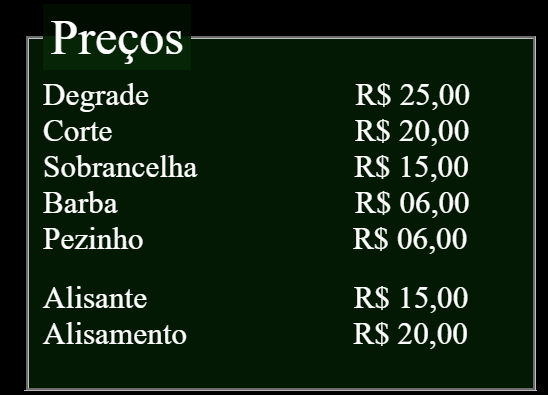 Preços
Degrade R$ 25,00
Corte R$ 20,00
Sobrancelha R$ 15,00
Barba R$ 06,00
Pezinho R$ 06,00
Alisante R$ 15,00
Alisamento R$ 20,00